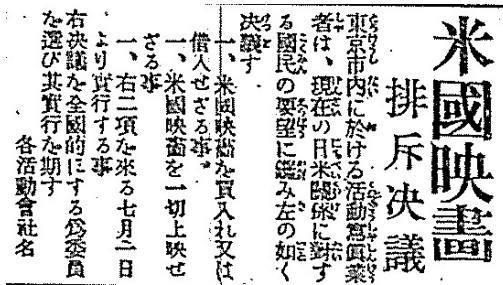 米國映畫
排斥决議
東京市內に於ける活動寫眞業
者は、現在の日米關係に對す
る國民の要望に鑑み左の如く
决議す
一、米國映畵を買入れ又は
借入せざる事
一、米國映畵を一切上映せ
ざる事
一、右二項を來る七月一日
より實行する事
右决議を全國的にする爲委員
を選び其實行を期す
各活動會社名